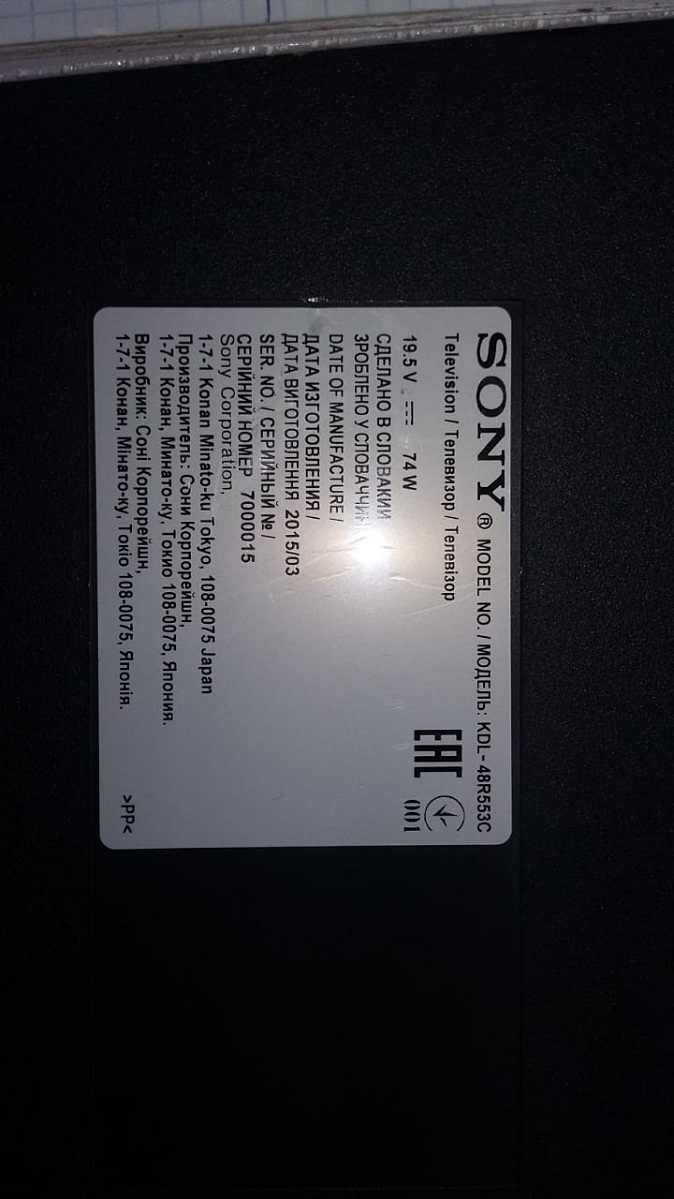 SONY® MODEL NO. / МОДЕЛЬ: KDL-48R553C
Television / Телевизор / Телевізор
19.5 V 74 W
EAC
001
СДЕЛАНО В СЛОВАКИИ
ЗРОБЛЕНО У
DATE OF MANUFACTURE /
ДАТА ИЗГОТОВЛЕНИЯ /
ДАТА ВИГОТОВЛЕННЯ 2015/03
SER. NO. / СЕРИЙНЫЙ № /
СЕРІЙНИЙ НОМЕР 7000015
Sony Corporation,
1-7-1 Konan Minato-ku Tokyo, 108-0075 Japan
Производитель: Сони Корпорейшн,
1-7-1 Конан, Минато-ку, Токио 108-0075, Япония.
Виробник: Соні Корпорейшн,
1-7-1 Конан, Мінато-ку, Токіо 108-0075, Японія.
>PP<